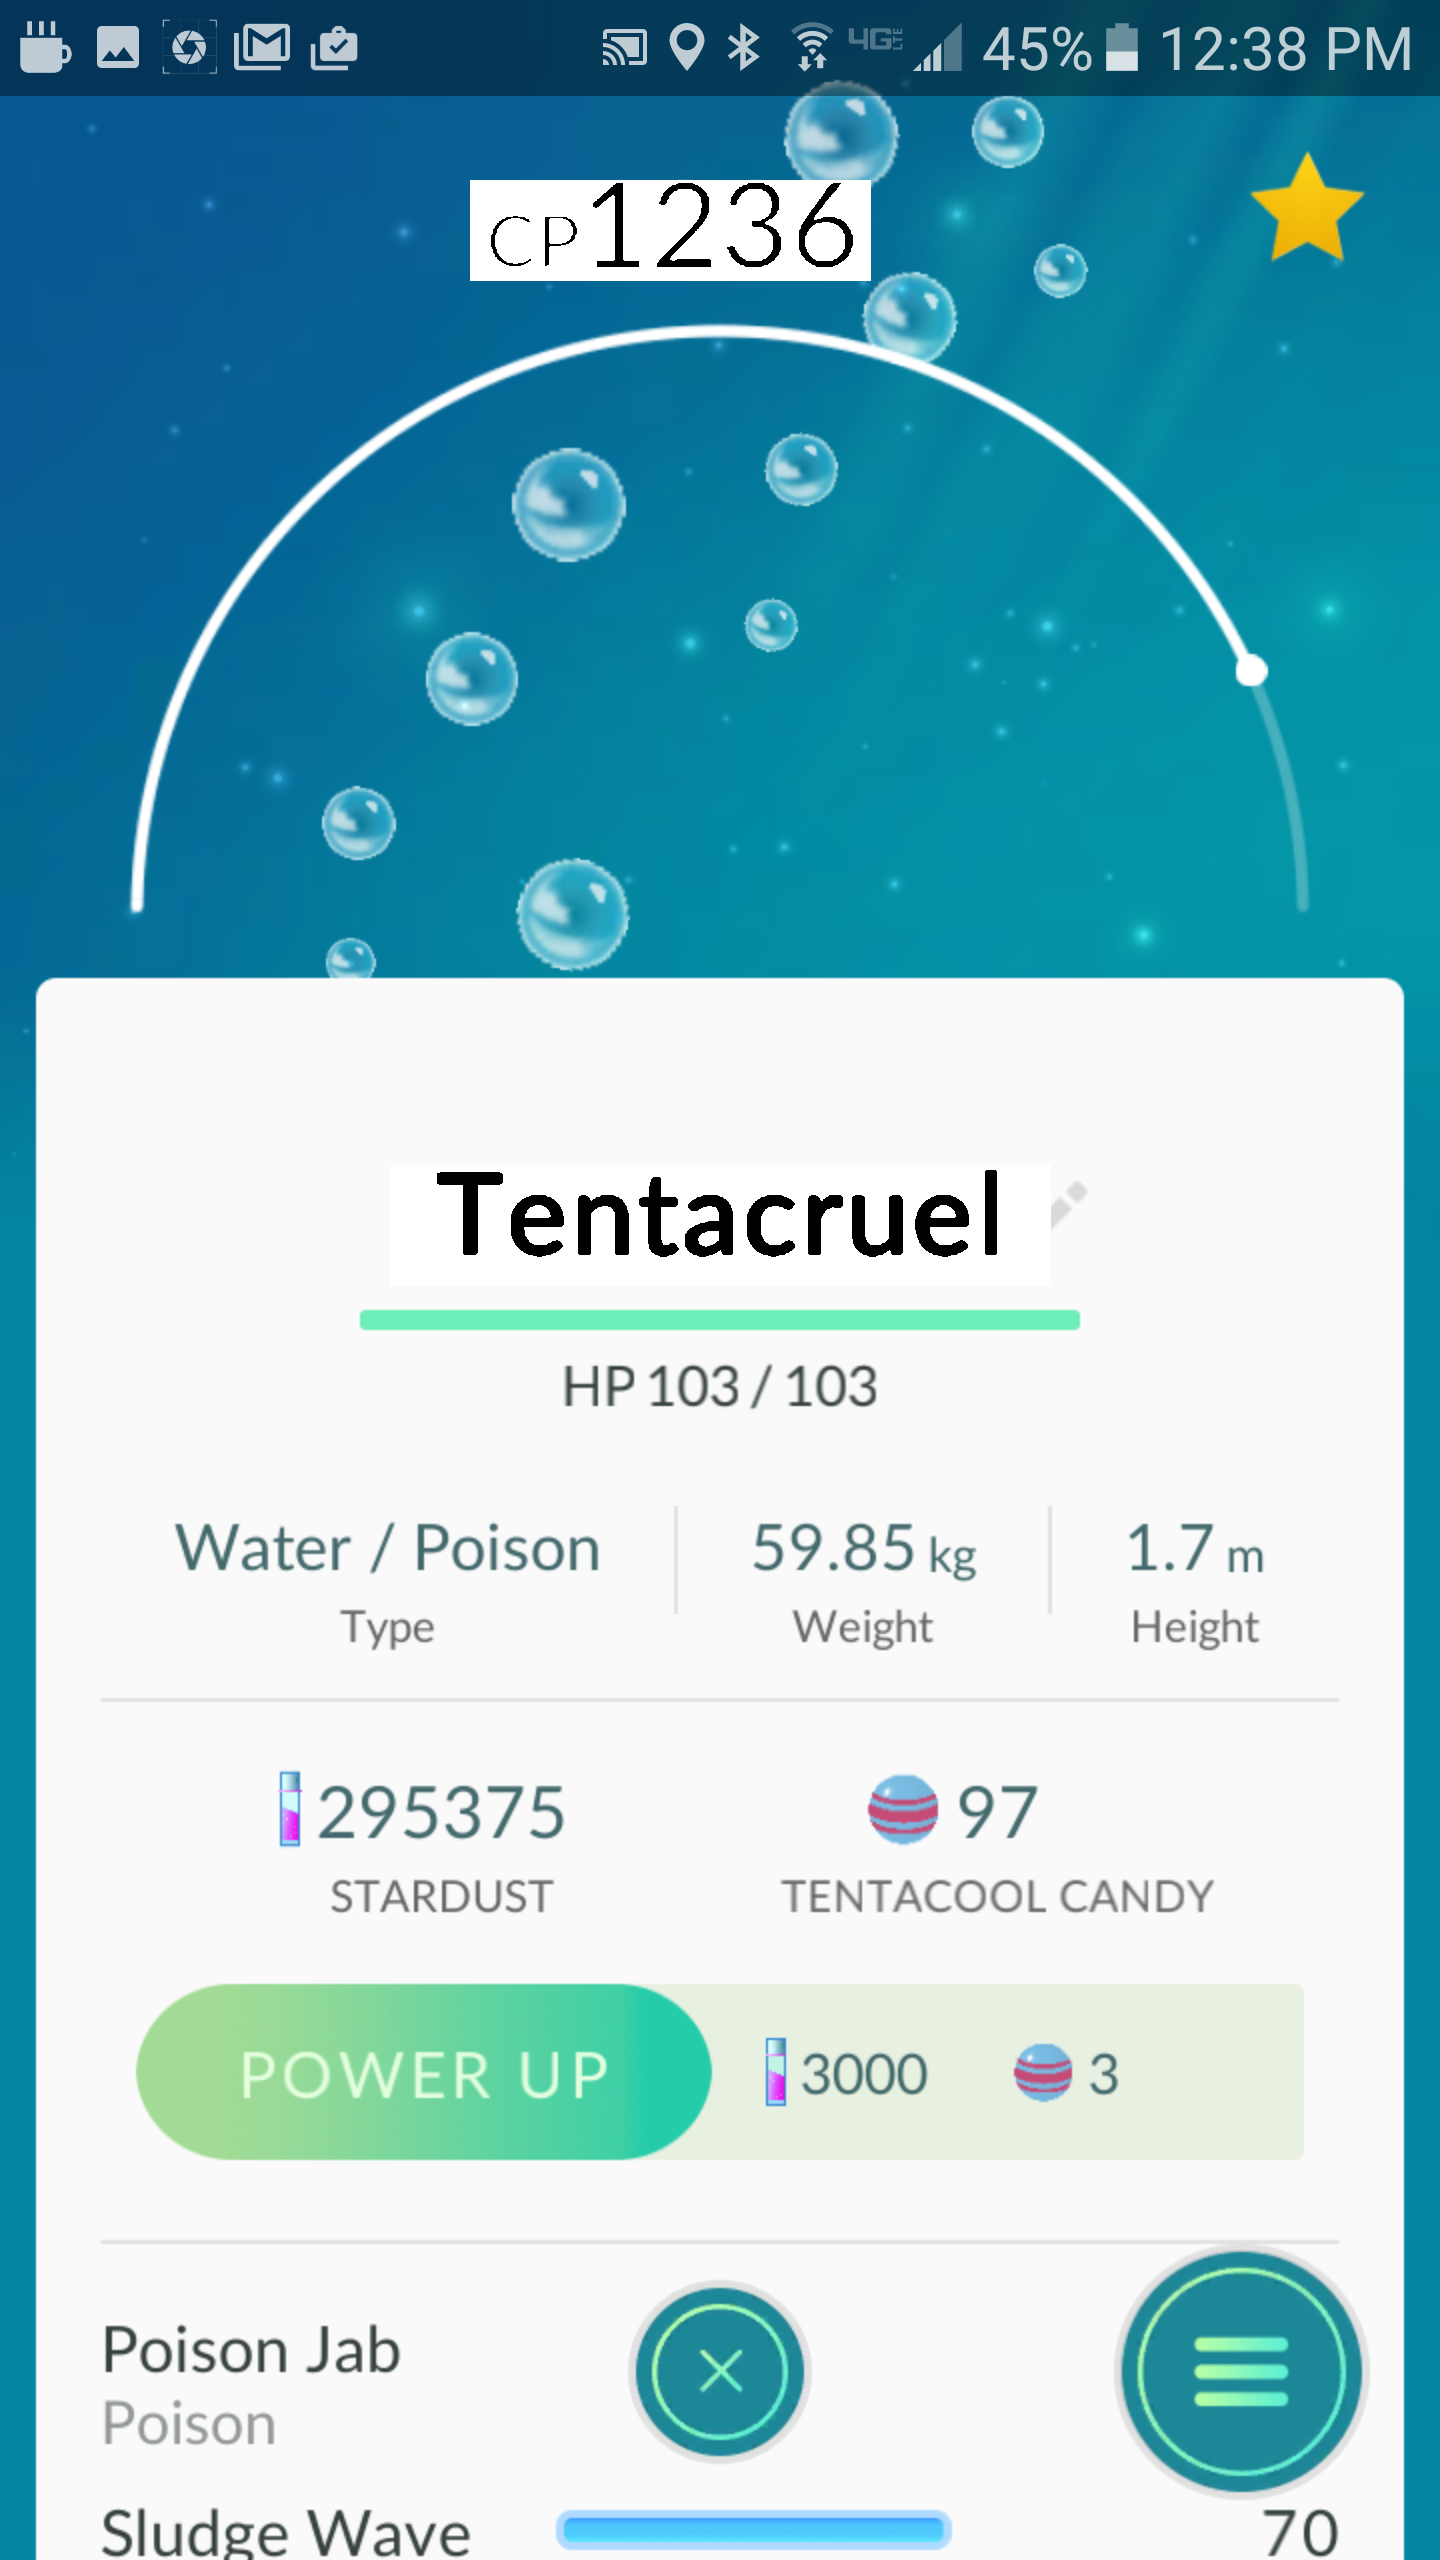 45% 12:38 PM
CP1236
Tentacruel
HP 103 / 103
Water / Poison 59.85 kg 1.7 m
Type Weight Height
295375 97
STARDUST TENTACOOL CANDY
POWER UP 3000 3
Poison Jab
Poison
Sludge Wave 70